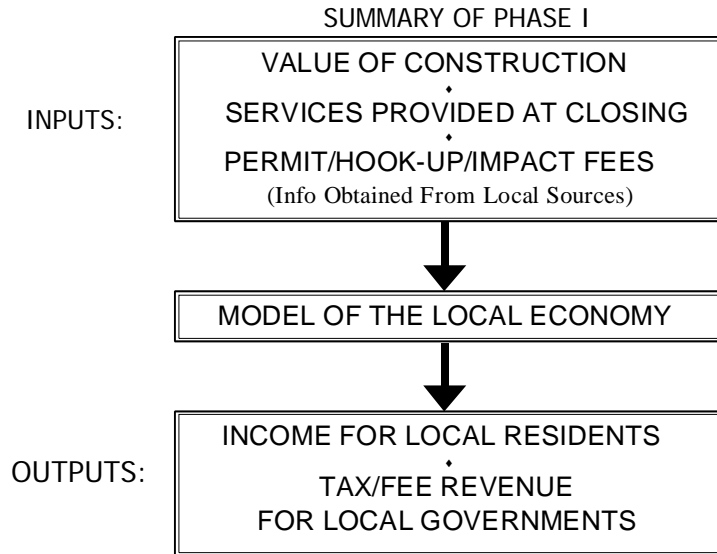 SUMMARY OF PHASE I
INPUTS:
VALUE OF CONSTRUCTION
SERVICES PROVIDED AT CLOSING
PERMIT/HOOK-UP/IMPACT FEES
(Info Obtained From Local Sources)
MODEL OF THE LOCAL ECONOMY
OUTPUTS:
INCOME FOR LOCAL RESIDENTS
TAX/FEE REVENUE
FOR LOCAL GOVERNMENTS